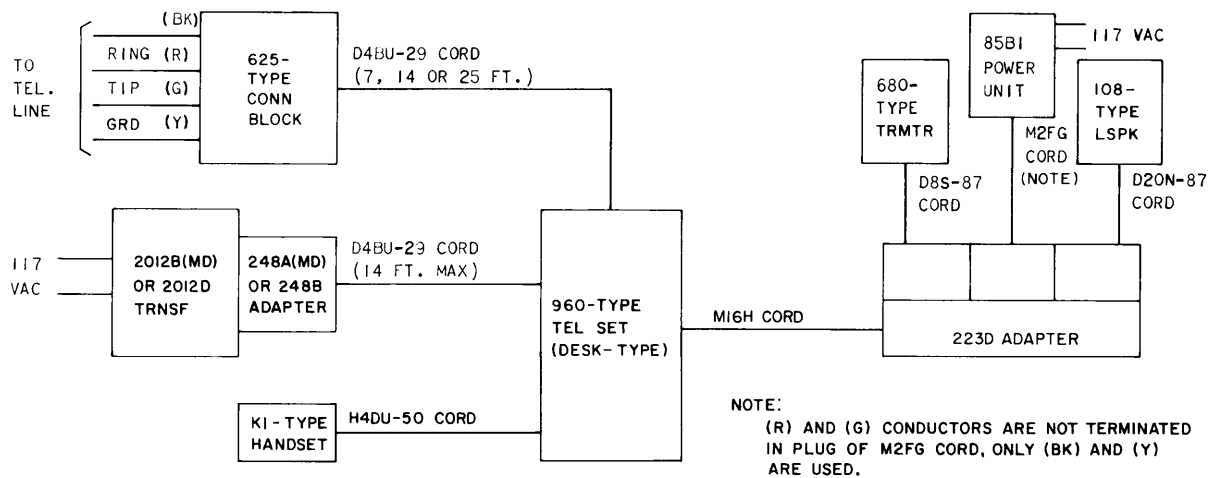 TO
TEL.
LINE
(BK)
RING (R)
TIP (G)
GRD (Y)
625-
TYPE
CONN
BLOCK
D4BU-29 CORD
(7, 14 OR 25 FT.)
117
VAC
2012B(MD)
OR 2012D
TRNSF
248A(MD)
OR 248B
ADAPTER
D4BU-29 CORD
(14 FT. MAX)
K1-TYPE
HANDSET
H4DU-50 CORD
960-TYPE
TEL SET
(DESK-TYPE)
M16H CORD
680-
TYPE
TRMTR
85B1
POWER
UNIT
117 VAC
108-
TYPE
LSPK
D8S-87
CORD
M2FG
CORD
(NOTE)
D20N-87
CORD
223D ADAPTER
NOTE:
(R) AND (G) CONDUCTORS ARE NOT TERMINATED
IN PLUG OF M2FG CORD, ONLY (BK) AND (Y)
ARE USED.